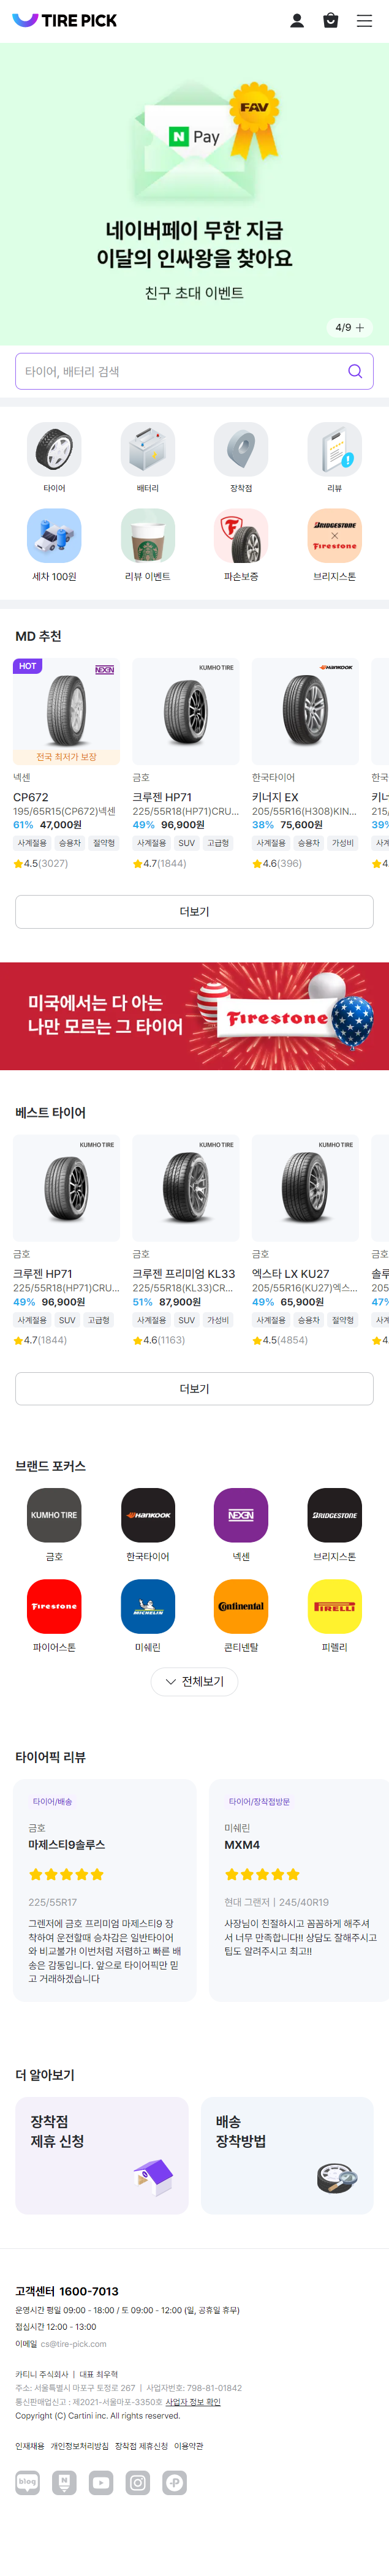 TIRE PICK
FAV
N Pay
네이버페이 무한 지급
이달의 인싸왕을 찾아요
친구 초대 이벤트
4/9 +
타이어, 배터리 검색
타이어 배터리 장착점 리뷰
BRIDGESTONE
×
Firestone
세차 100원 리뷰 이벤트 파손보증 브리지스톤
MD 추천
HOT NEXEN KUMHO TIRE HANKOOK
전국 최저가 보장
넥센 금호 한국타이어 한국
CP672 크루젠 HP71 키너지 EX 키너
195/65R15(CP672)넥센 225/55R18(HP71)CRU... 205/55R16(H308)KIN... 215/
61% 47,000원 49% 96,900원 38% 75,600원 39%
사계절용 승용차 절약형 사계절용 SUV 고급형 사계절용 승용차 가성비 사계
4.5(3027) 4.7(1844) 4.6(396) 4.
더보기
미국에서는 다 아는
나만 모르는 그 타이어
Firestone
베스트 타이어
KUMHO TIRE KUMHO TIRE KUMHO TIRE
금호 금호 금호 금호
크루젠 HP71 크루젠 프리미엄 KL33 엑스타 LX KU27 솔루
225/55R18(HP71)CRU... 225/55R18(KL33)CR... 205/55R16(KU27)엑스... 205
49% 96,900원 51% 87,900원 49% 65,900원 47%
사계절용 SUV 고급형 사계절용 SUV 가성비 사계절용 승용차 절약형 사계
4.7(1844) 4.6(1163) 4.5(4854) 4.
더보기
브랜드 포커스
KUMHO TIRE HANKOOK NEXEN BRIDGESTONE
금호 한국타이어 넥센 브리지스톤
Firestone MICHELIN Continental PIRELLI
파이어스톤 미쉐린 콘티넨탈 피렐리
전체보기
타이어픽 리뷰
타이어/배송
금호
마제스티9솔루스
225/55R17
그렌저에 금호 프리미엄 마제스티9 장
착하여 운전할때 승차감은 일반타이어
와 비교불가! 이번처럼 저렴하고 빠른 배
송은 감동입니다. 앞으로 타이어픽만 믿
고 거래하겠습니다
타이어/장착점방문
미쉐린
MXM4
현대 그랜저 | 245/40R19
사장님이 친절하시고 꼼꼼하게 해주셔
서 너무 만족합니다!! 상담도 잘해주시고
팁도 알려주시고 최고!!
더 알아보기
장착점
제휴 신청
배송
장착방법
고객센터 1600-7013
운영시간 평일 09:00 - 18:00 / 토 09:00 - 12:00 (일, 공휴일 휴무)
점심시간 12:00 - 13:00
이메일 cs@tire-pick.com
카티니 주식회사 | 대표 최우혁
주소: 서울특별시 마포구 토정로 267 | 사업자번호: 798-81-01842
통신판매업신고 : 제2021-서울마포-3350호 사업자 정보 확인
Copyright (C) Cartini inc. All rights reserved.
인재채용 개인정보처리방침 장착점 제휴신청 이용약관
blog N P